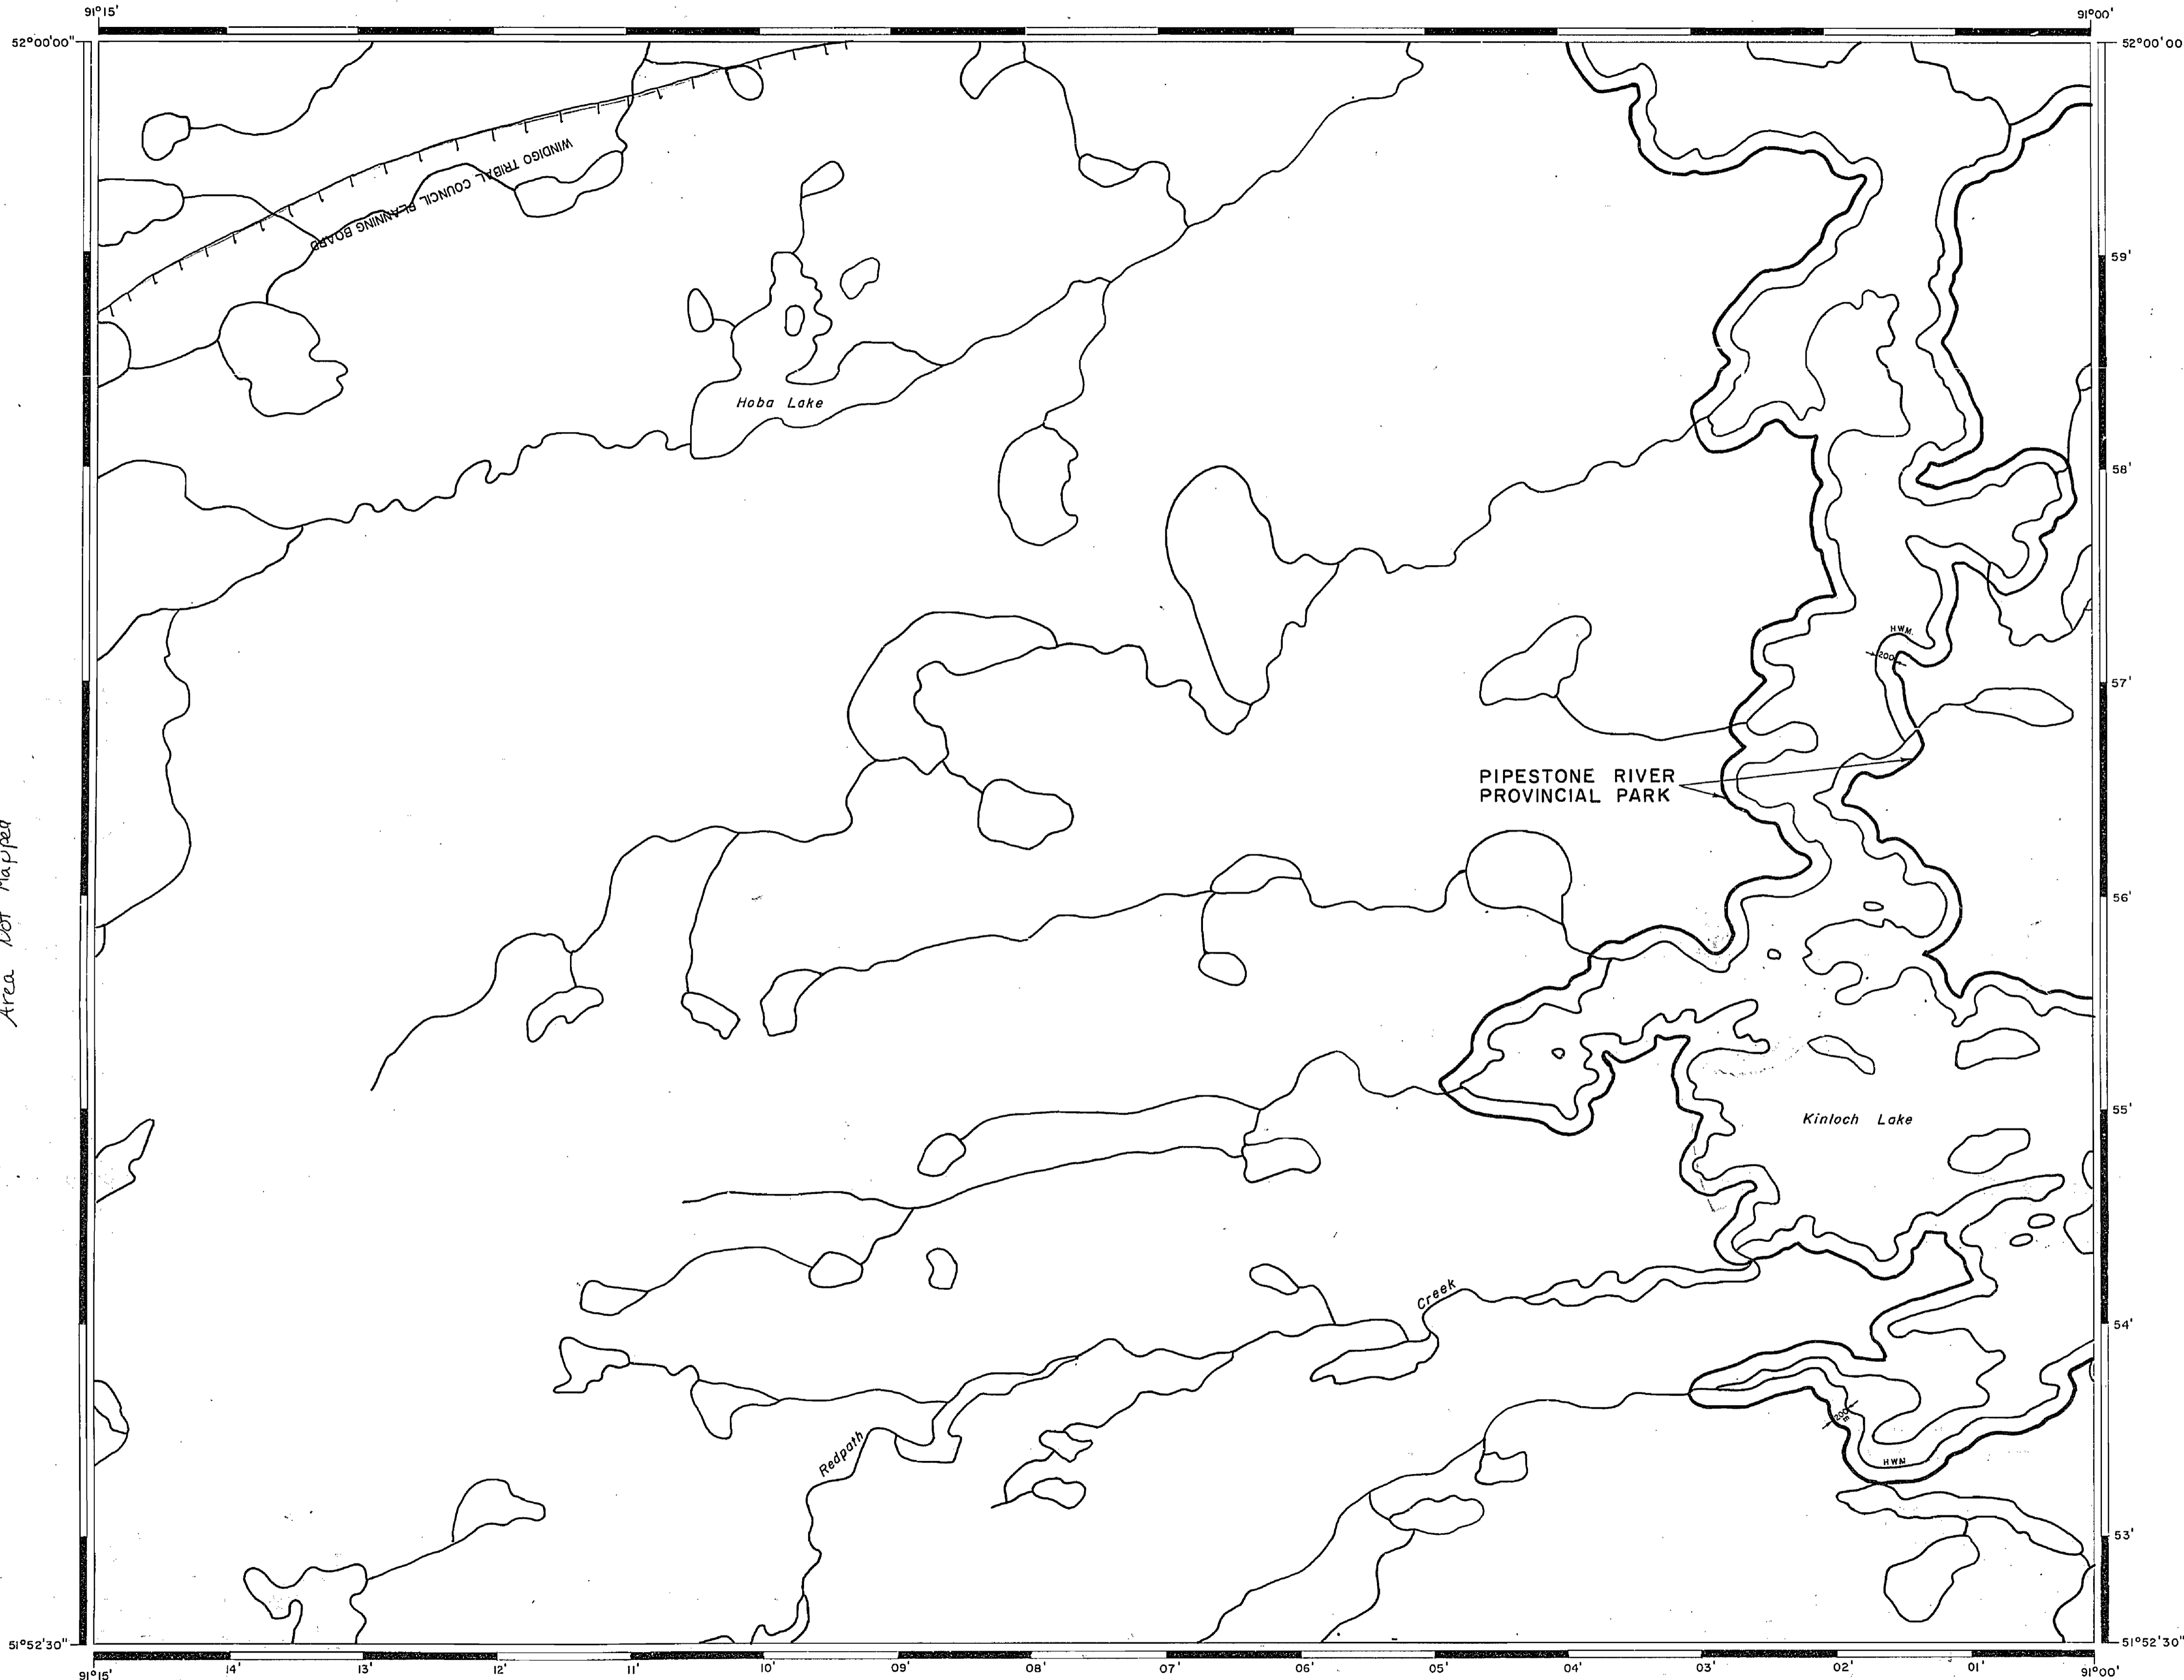 91°15'
91°00'
52°00'00"
52°00'00
WINDIGO TRIBAL COUNCIL PLANNING BOARD
59'
Hoba Lake
58'
HWM.
200
57'
PIPESTONE RIVER
PROVINCIAL PARK
56'
Area Not Mapped
55'
Kinloch Lake
Creek
54'
200
m
Redpath
HWM
53'
51°52'30"
51°52'30"
91°15'
14'
13'
12'
11'
10'
09'
08'
07'
06'
05'
04'
03'
02'
01'
91°00'